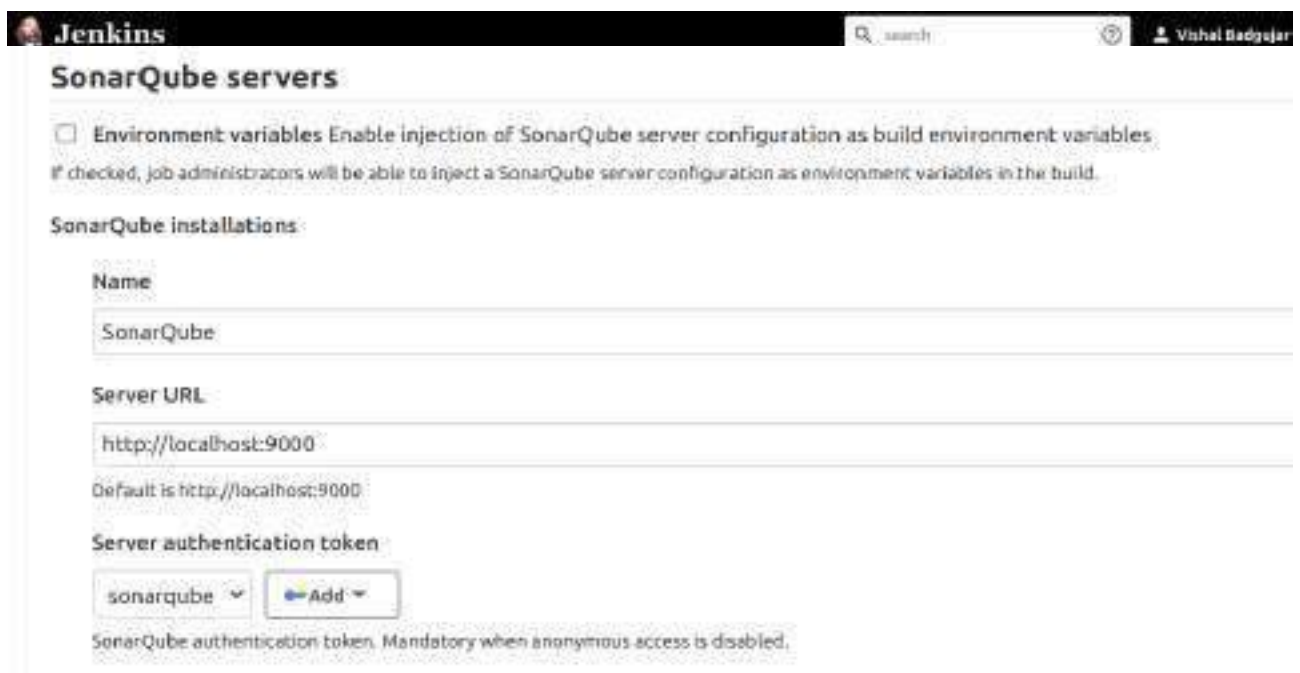 Jenkins
search
Vishal Badgujar
SonarQube servers
Environment variables Enable injection of SonarQube server configuration as build environment variables
If checked, job administrators will be able to inject a SonarQube server configuration as environment variables in the build.
SonarQube installations
Name
SonarQube
Server URL
http://localhost:9000
Default is http://localhost:9000
Server authentication token
sonarqube
Add
SonarQube authentication token. Mandatory when anonymous access is disabled.